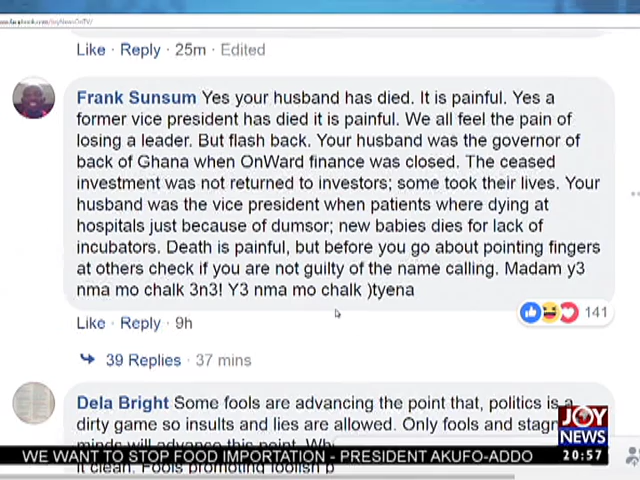 Like · Reply · 25m · Edited
Frank Sunsum Yes your husband has died. It is painful. Yes a
former vice president has died it is painful. We all feel the pain of
losing a leader. But flash back. Your husband was the governor of
back of Ghana when OnWard finance was closed. The ceased
investment was not returned to investors; some took their lives. Your
husband was the vice president when patients where dying at
hospitals just because of dumsor; new babies dies for lack of
incubators. Death is painful, but before you go about pointing fingers
at others check if you are not guilty of the name calling. Madam y3
nma mo chalk 3n3! Y3 nma mo chalk )tyena
141
Like · Reply · 9h
39 Replies · 37 mins
Dela Bright Some fools are advancing the point that, politics is a
dirty game so insults and lies are allowed. Only fools and stagn
minds will advance this point.
it clean. Fools promoting foolish p
JOY
NEWS
20:57
WE WANT TO STOP FOOD IMPORTATION - PRESIDENT AKUFO-ADDO